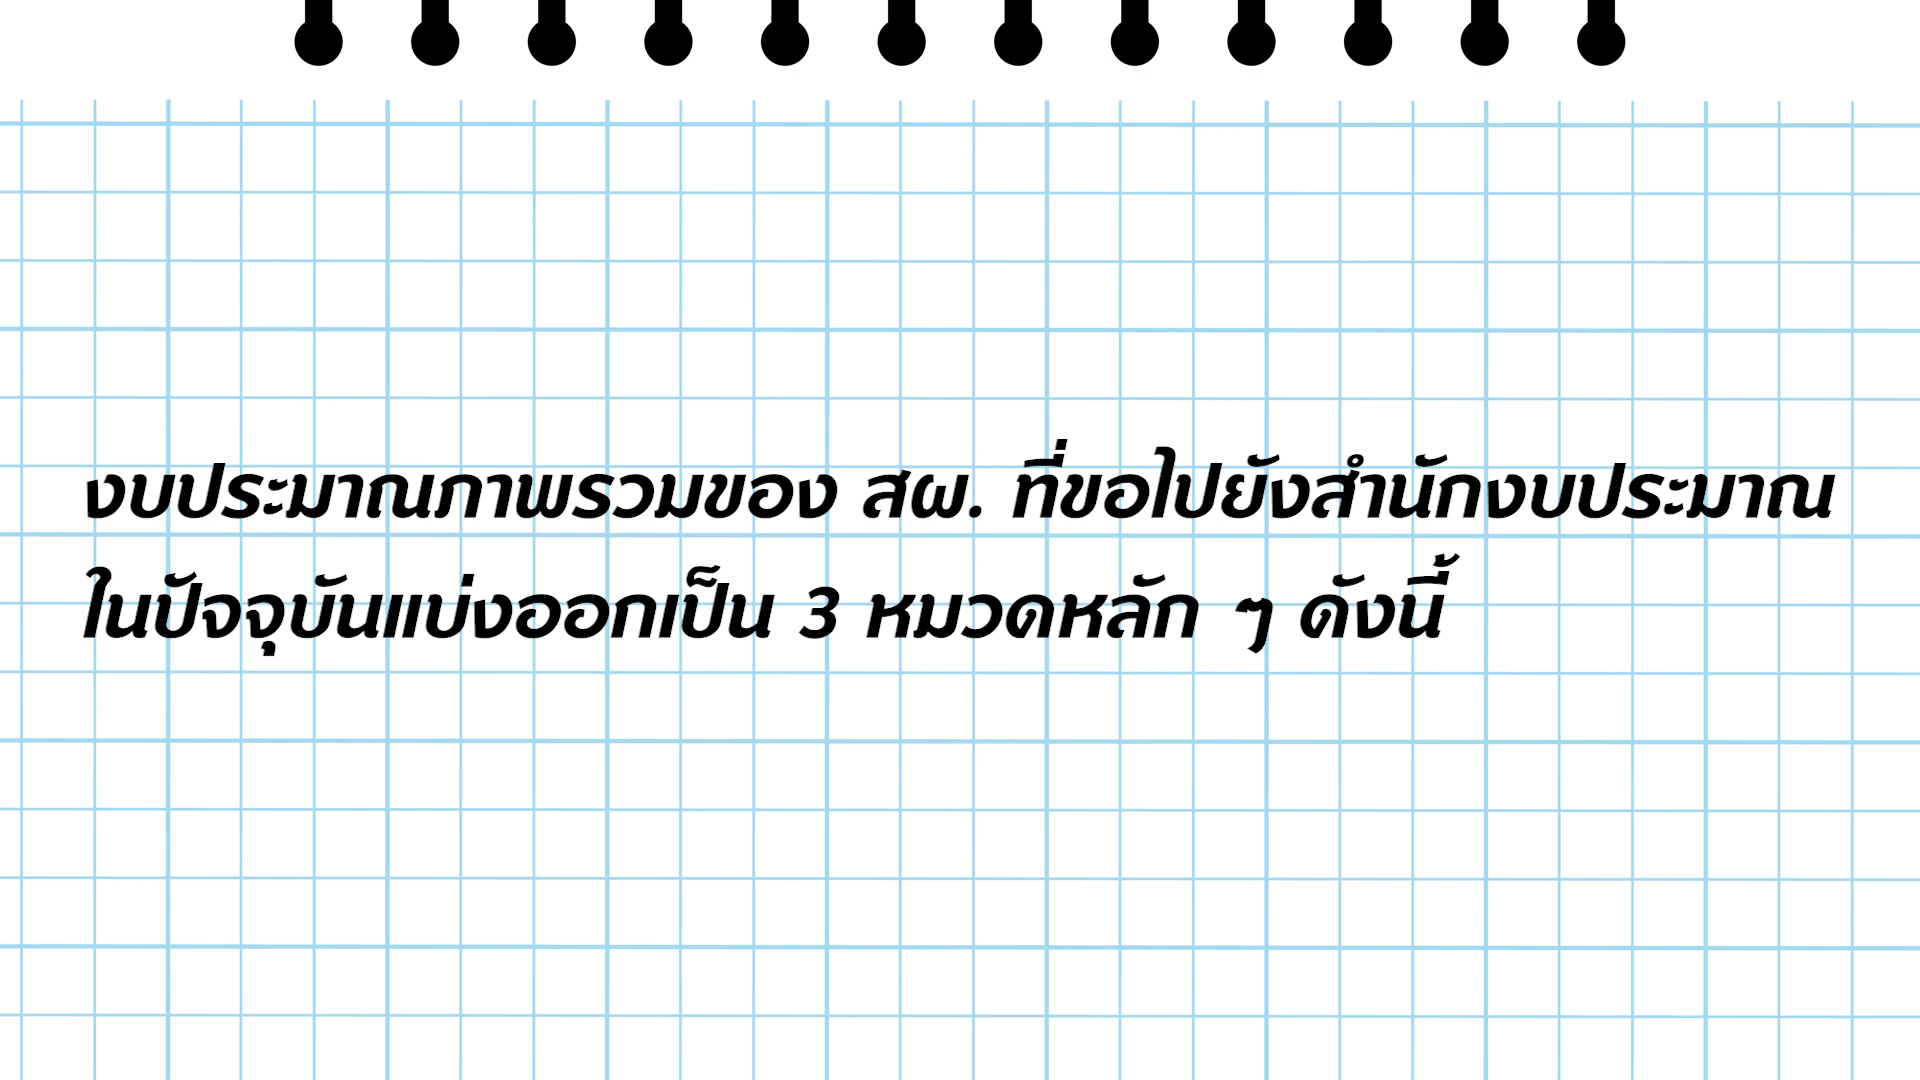 งบประมาณภาพรวมของ สผ. ที่ขอไปยังสำนักงบประมาณ
ในปัจจุบันแบ่งออกเป็น 3 หมวดหลัก ๆ ดังนี้